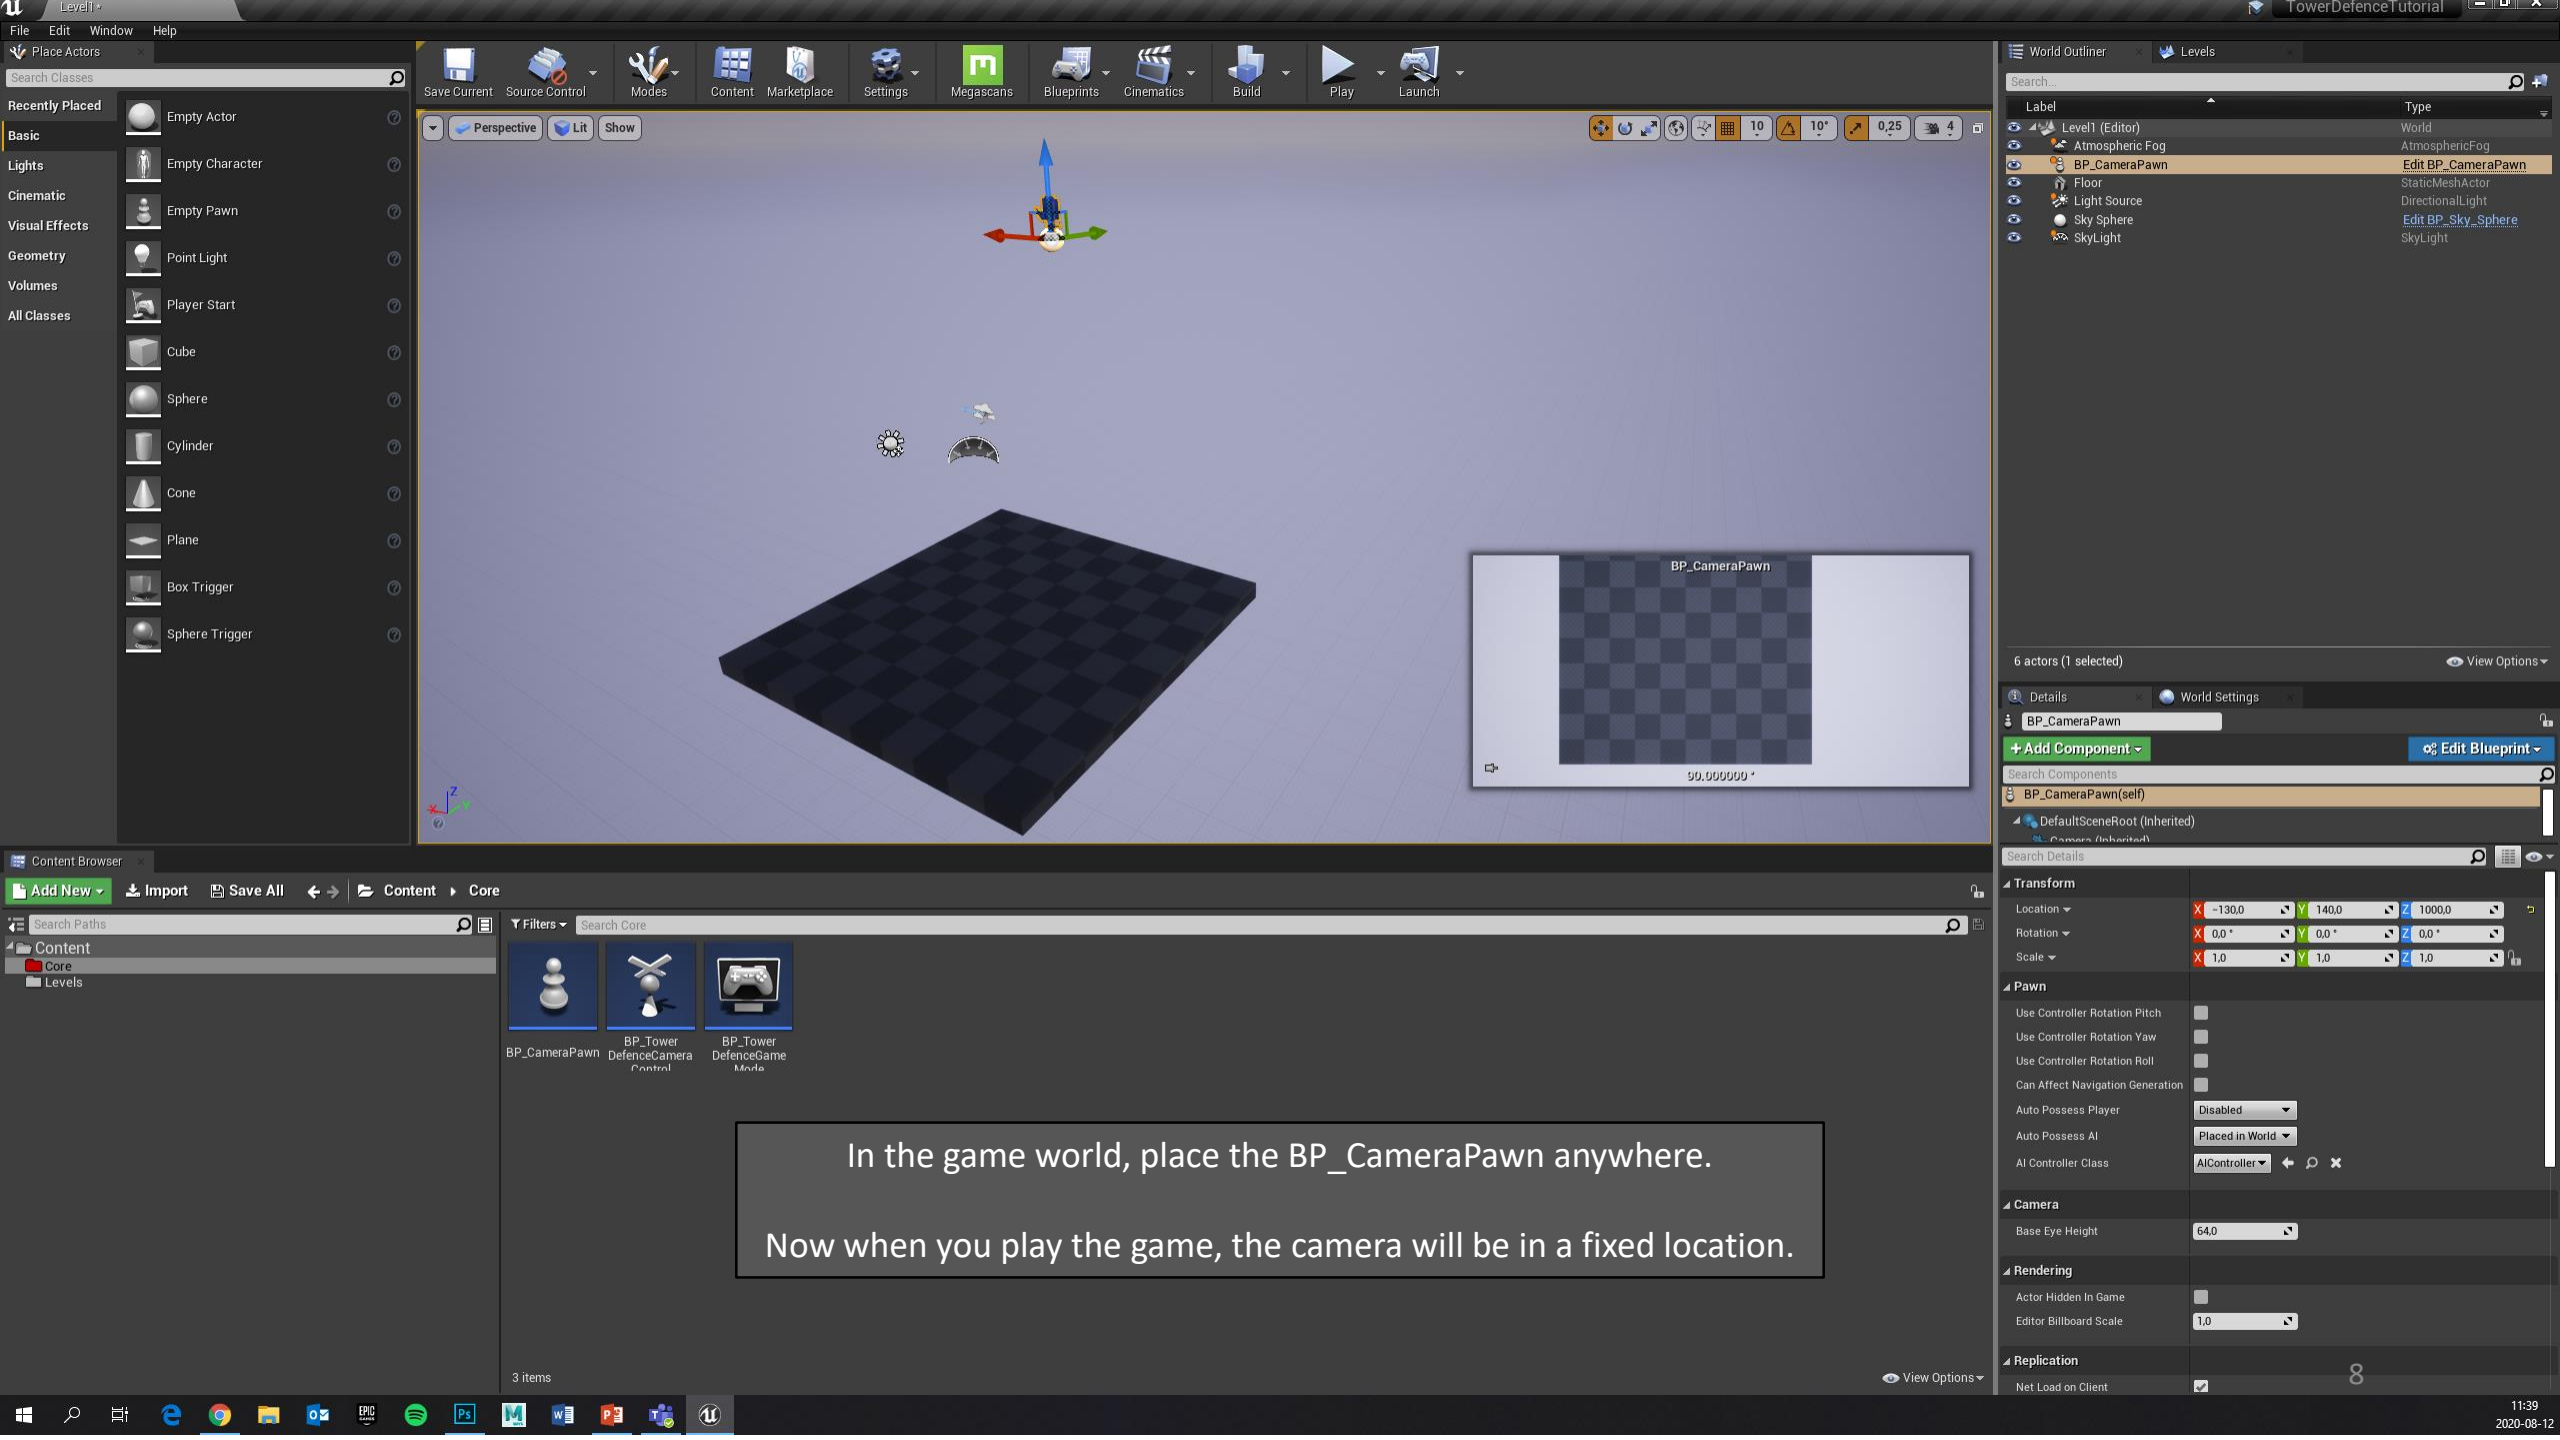 Level1*
TowerDefenceTutorial
File Edit Window Help
Place Actors
Search Classes
Recently Placed
Basic
Lights
Cinematic
Visual Effects
Geometry
Volumes
All Classes
Empty Actor
Empty Character
Empty Pawn
Point Light
Player Start
Cube
Sphere
Cylinder
Cone
Plane
Box Trigger
Sphere Trigger
Save Current Source Control Modes Content Marketplace Settings Megascans Blueprints Cinematics Build Play Launch
Perspective Lit Show
10 10° 0,25 4
BP_CameraPawn
90.000000 °
X Y Z
World Outliner Levels
Search...
Label Type
Level1 (Editor) World
Atmospheric Fog AtmosphericFog
BP_CameraPawn Edit BP_CameraPawn
Floor StaticMeshActor
Light Source DirectionalLight
Sky Sphere Edit BP_Sky_Sphere
SkyLight SkyLight
6 actors (1 selected) View Options
Details World Settings
BP_CameraPawn
+Add Component Edit Blueprint
Search Components
BP_CameraPawn(self)
DefaultSceneRoot (Inherited)
Camera (Inherited)
Search Details
Transform
Location X -130,0 Y 140,0 Z 1000,0
Rotation X 0,0 ° Y 0,0 ° Z 0,0 °
Scale X 1,0 Y 1,0 Z 1,0
Pawn
Use Controller Rotation Pitch
Use Controller Rotation Yaw
Use Controller Rotation Roll
Can Affect Navigation Generation
Auto Possess Player Disabled
Auto Possess AI Placed in World
AI Controller Class AIController
Camera
Base Eye Height 64,0
Rendering
Actor Hidden In Game
Editor Billboard Scale 1,0
Replication
Net Load on Client
8
Content Browser
Add New Import Save All Content Core
Search Paths
Content
Core
Levels
Filters Search Core
BP_CameraPawn
BP_Tower
DefenceCamera
Control
BP_Tower
DefenceGame
Mode
In the game world, place the BP_CameraPawn anywhere.
Now when you play the game, the camera will be in a fixed location.
3 items View Options
11:39
2020-08-12